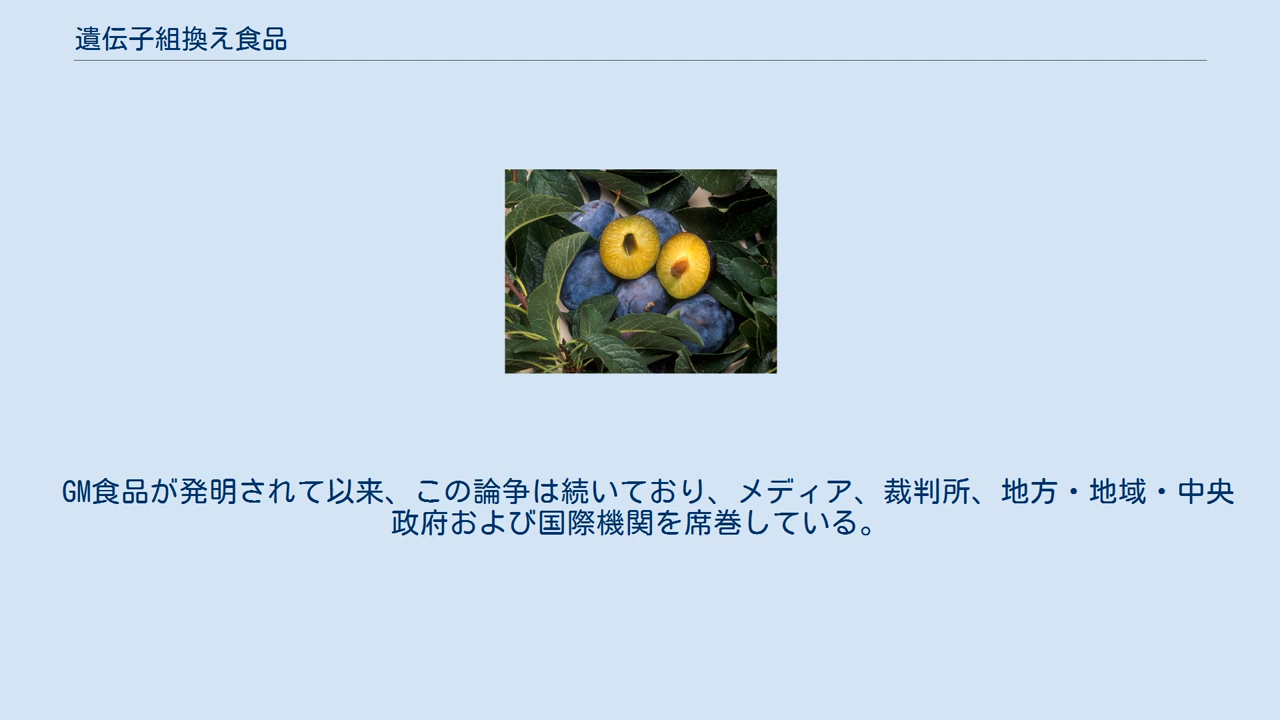 遺伝子組換え食品
GM食品が発明されて以来、この論争は続いており、メディア、裁判所、地方・地域・中央
政府および国際機関を席巻している。